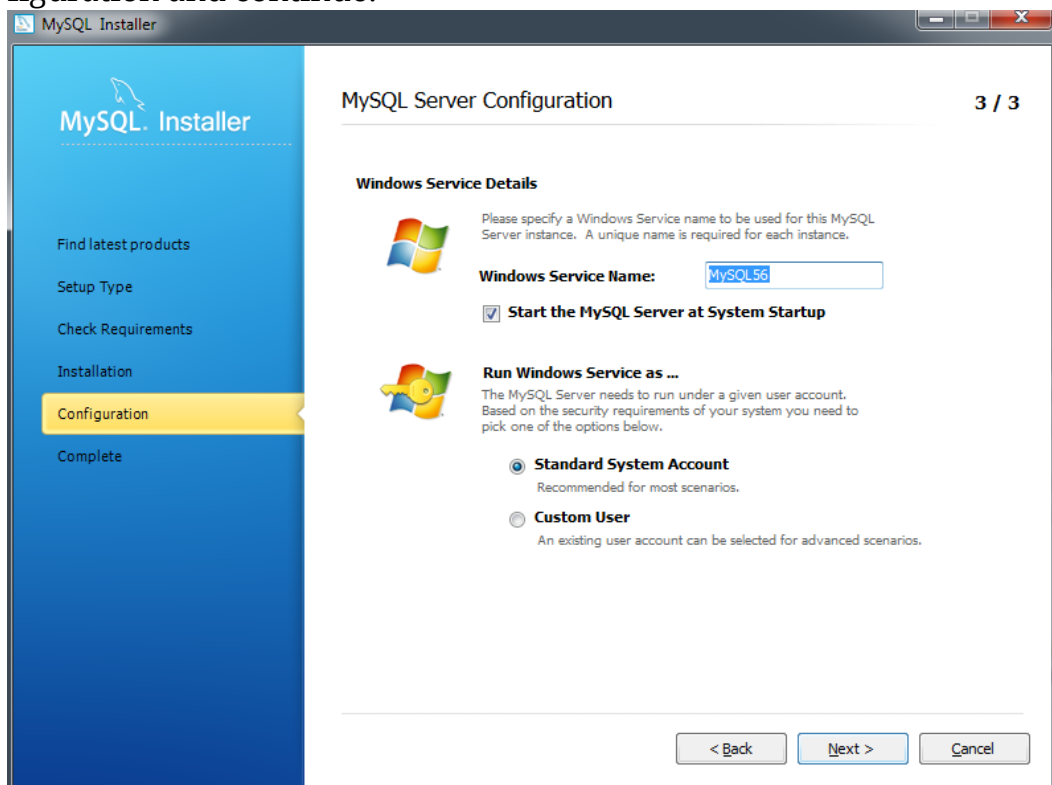 figuration and continue.
MySQL Installer
MySQL Server Configuration
3 / 3
MySQL. Installer
Windows Service Details
Please specify a Windows Service name to be used for this MySQL
Server instance. A unique name is required for each instance.
Windows Service Name:
MySQL56
Start the MySQL Server at System Startup
Find latest products
Setup Type
Check Requirements
Installation
Configuration
Complete
Run Windows Service as ...
The MySQL Server needs to run under a given user account.
Based on the security requirements of your system you need to
pick one of the options below.
Standard System Account
Recommended for most scenarios.
Custom User
An existing user account can be selected for advanced scenarios.
< Back
Next >
Cancel